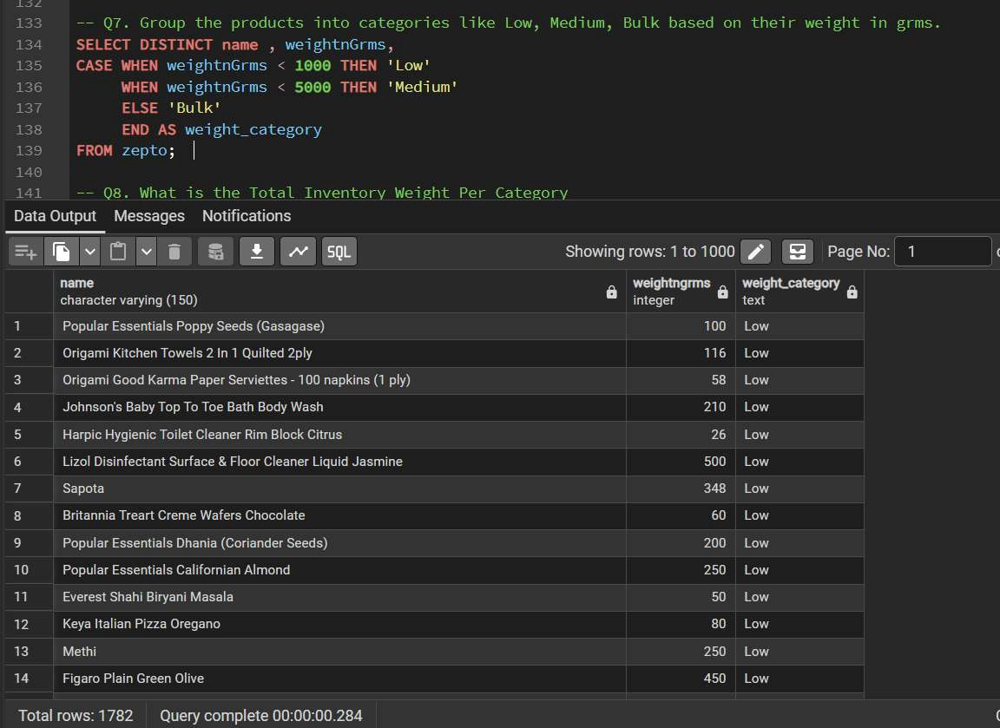 132
133 -- Q7. Group the products into categories like Low, Medium, Bulk based on their weight in grms.
134 SELECT DISTINCT name , weightnGrms,
135 CASE WHEN weightnGrms < 1000 THEN 'Low'
136 WHEN weightnGrms < 5000 THEN 'Medium'
137 ELSE 'Bulk'
138 END AS weight_category
139 FROM zepto;
140
141 -- Q8. What is the Total Inventory Weight Per Category
Data Output Messages Notifications
SQL Showing rows: 1 to 1000 Page No: 1
name weightngrms weight_category
character varying (150) integer text
1 Popular Essentials Poppy Seeds (Gasagase) 100 Low
2 Origami Kitchen Towels 2 In 1 Quilted 2ply 116 Low
3 Origami Good Karma Paper Serviettes - 100 napkins (1 ply) 58 Low
4 Johnson's Baby Top To Toe Bath Body Wash 210 Low
5 Harpic Hygienic Toilet Cleaner Rim Block Citrus 26 Low
6 Lizol Disinfectant Surface & Floor Cleaner Liquid Jasmine 500 Low
7 Sapota 348 Low
8 Britannia Treart Creme Wafers Chocolate 60 Low
9 Popular Essentials Dhania (Coriander Seeds) 200 Low
10 Popular Essentials Californian Almond 250 Low
11 Everest Shahi Biryani Masala 50 Low
12 Keya Italian Pizza Oregano 80 Low
13 Methi 250 Low
14 Figaro Plain Green Olive 450 Low
Total rows: 1782 Query complete 00:00:00.284